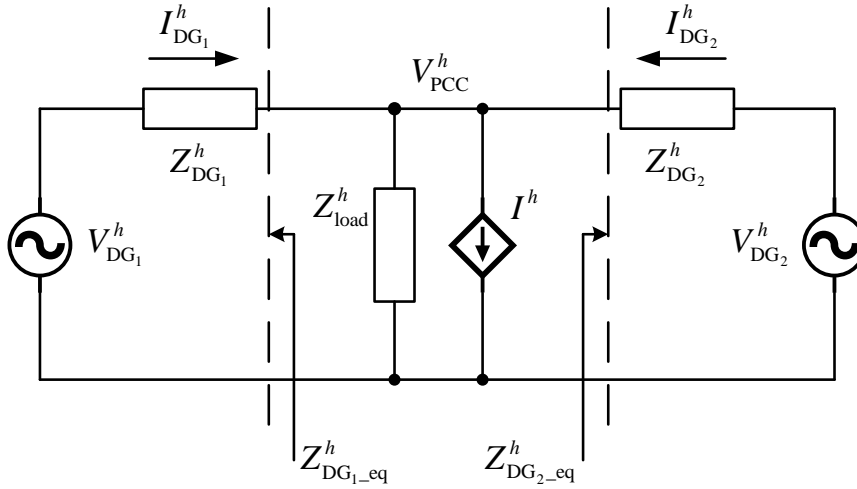 I^h_DG1
V^h_PCC
I^h_DG2
Z^h_DG1
Z^h_DG2
Z^h_load
I^h
V^h_DG1
V^h_DG2
Z^h_DG1_eq
Z^h_DG2_eq